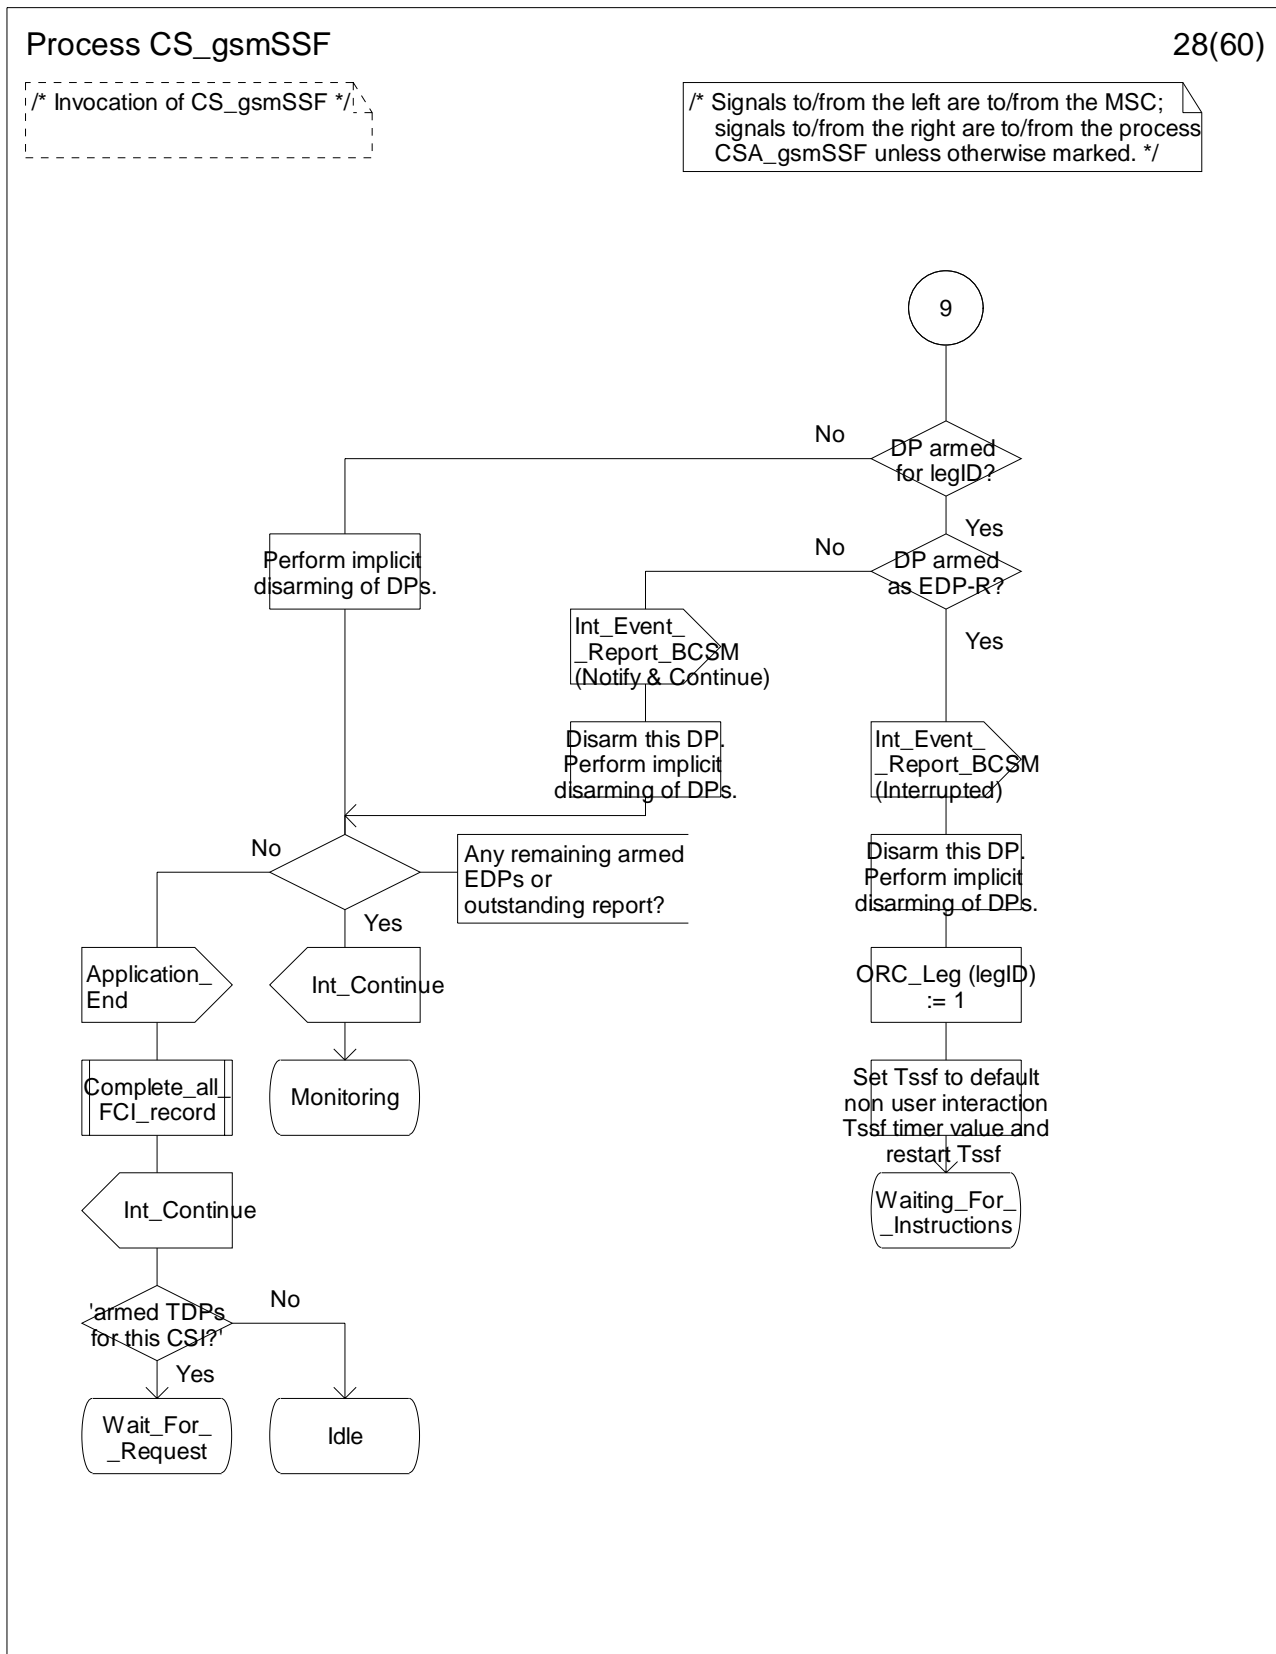 Process CS_gsmSSF
28(60)
/* Invocation of CS_gsmSSF */
/* Signals to/from the left are to/from the MSC;
signals to/from the right are to/from the process
CSA_gsmSSF unless otherwise marked. */
9
No
DP armed
for legID?
Yes
No
DP armed
as EDP-R?
Yes
Perform implicit
disarming of DPs.
Int_Event_
_Report_BCSM
(Notify & Continue)
Disarm this DP.
Perform implicit
disarming of DPs.
Int_Event_
_Report_BCSM
(Interrupted)
No
Any remaining armed
EDPs or
outstanding report?
Yes
Disarm this DP.
Perform implicit
disarming of DPs.
Application_
End
Int_Continue
ORC_Leg (legID)
:= 1
Complete_all_
FCI_record
Monitoring
Set Tssf to default
non user interaction
Tssf timer value and
restart Tssf
Int_Continue
Waiting_For_
_Instructions
'armed TDPs
for this CSI?'
No
Yes
Wait_For_
_Request
Idle